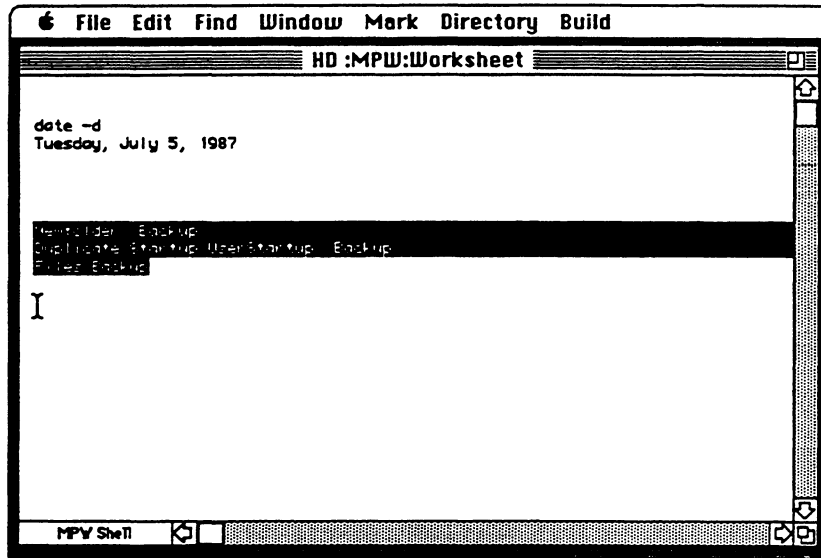 File Edit Find Window Mark Directory Build
HD :MPW:Worksheet
date -d
Tuesday, July 5, 1987
Newfolder Backup
Duplicate Startup UserStartup Backup
Files Backup
MPW Shell